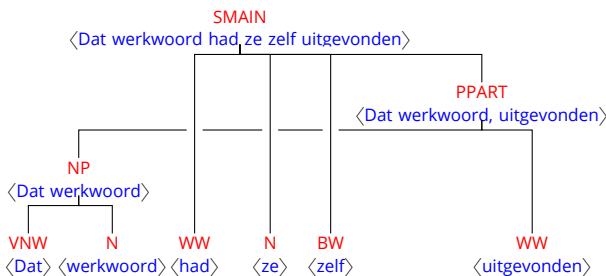 SMAIN
⟨Dat werkwoord had ze zelf uitgevonden⟩
PPART
⟨Dat werkwoord, uitgevonden⟩
NP
⟨Dat werkwoord⟩
VNW N WW N BW WW
⟨Dat⟩ ⟨werkwoord⟩ ⟨had⟩ ⟨ze⟩ ⟨zelf⟩ ⟨uitgevonden⟩